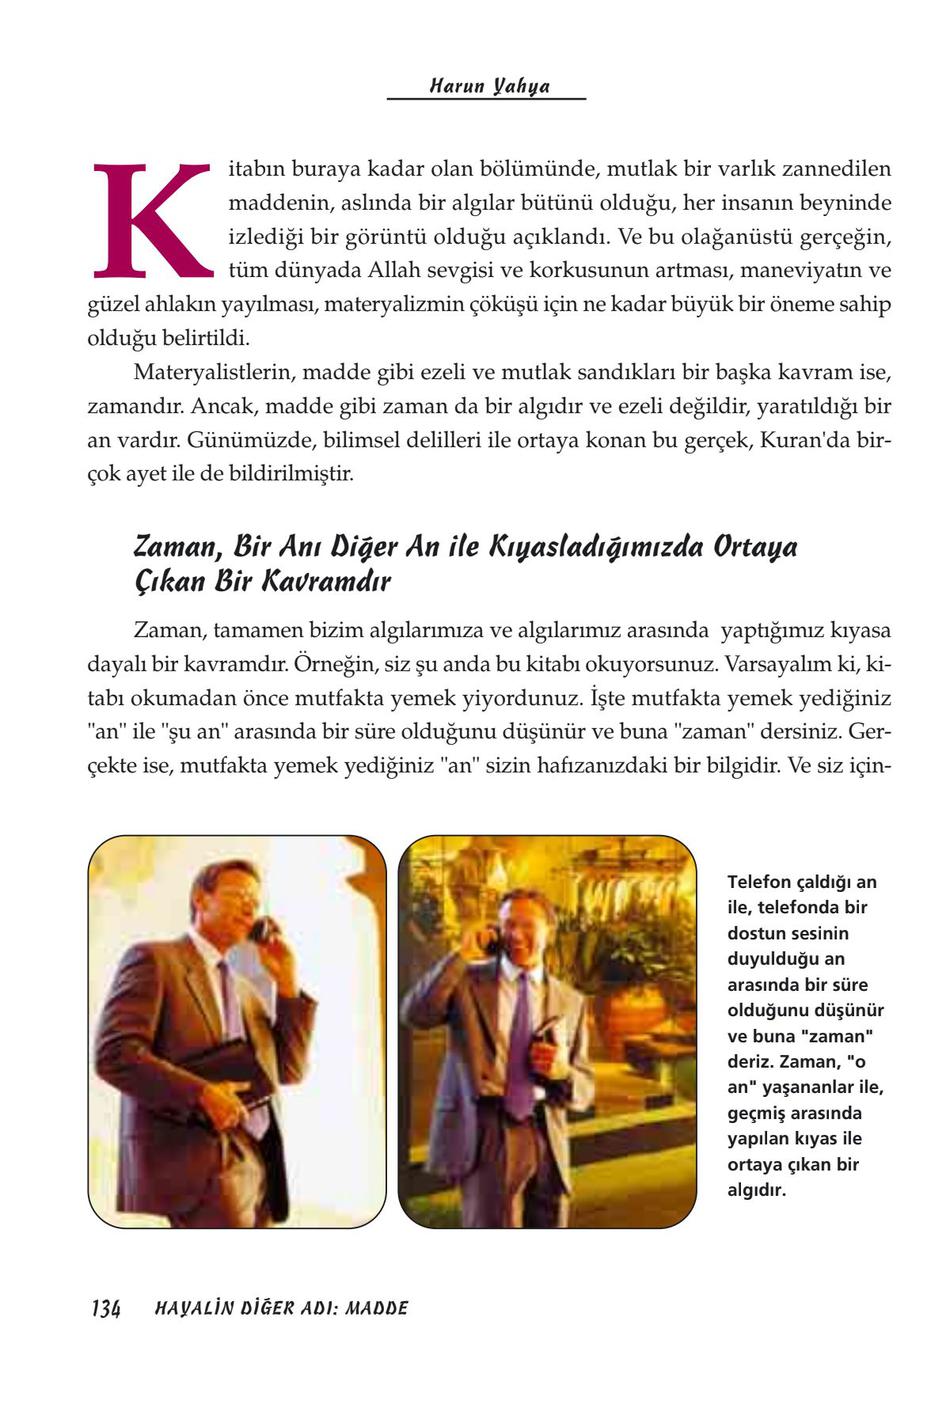 Harun Yahya
Kitabın buraya kadar olan bölümünde, mutlak bir varlık zannedilen
maddenin, aslında bir algılar bütünü olduğu, her insanın beyninde
izlediği bir görüntü olduğu açıklandı. Ve bu olağanüstü gerçeğin,
tüm dünyada Allah sevgisi ve korkusunun artması, maneviyatın ve
güzel ahlakın yayılması, materyalizmin çöküşü için ne kadar büyük bir öneme sahip
olduğu belirtildi.
Materyalistlerin, madde gibi ezeli ve mutlak sandıkları bir başka kavram ise,
zamandır. Ancak, madde gibi zaman da bir algıdır ve ezeli değildir, yaratıldığı bir
an vardır. Günümüzde, bilimsel delilleri ile ortaya konan bu gerçek, Kuran'da bir-
çok ayet ile de bildirilmiştir.
Zaman, Bir Anı Diğer An ile Kıyasladığımızda Ortaya
Çıkan Bir Kavramdır
Zaman, tamamen bizim algılarımıza ve algılarımız arasında yaptığımız kıyasa
dayalı bir kavramdır. Örneğin, siz şu anda bu kitabı okuyorsunuz. Varsayalım ki, ki-
tabı okumadan önce mutfakta yemek yiyordunuz. İşte mutfakta yemek yediğiniz
"an" ile "şu an" arasında bir süre olduğunu düşünür ve buna "zaman" dersiniz. Ger-
çekte ise, mutfakta yemek yediğiniz "an" sizin hafızanızdaki bir bilgidir. Ve siz için-
Telefon çaldığı an
ile, telefonda bir
dostun sesinin
duyulduğu an
arasında bir süre
olduğunu düşünür
ve buna "zaman"
deriz. Zaman, "o
an" yaşananlar ile,
geçmiş arasında
yapılan kıyas ile
ortaya çıkan bir
algıdır.
134 HAYALİN DİĞER ADI: MADDE